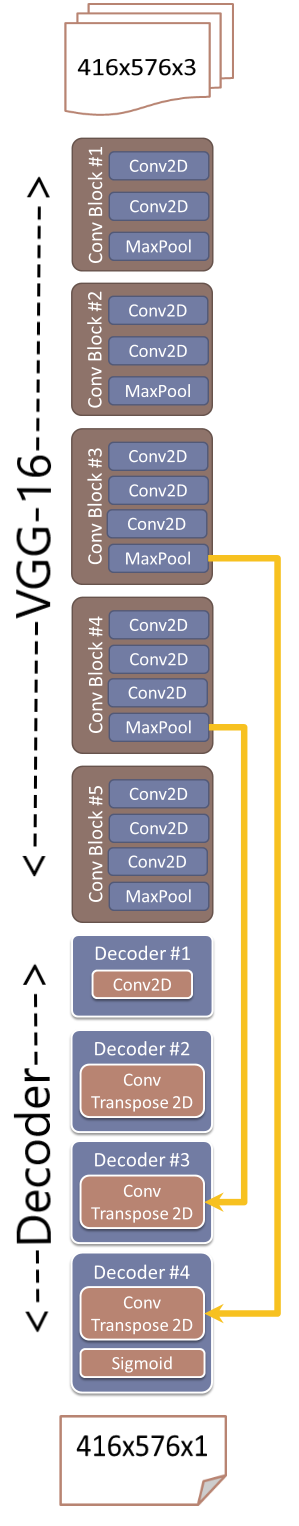 416x576x3
<---------VGG-16--------->
Conv Block #1
Conv2D
Conv2D
MaxPool
Conv Block #2
Conv2D
Conv2D
MaxPool
Conv Block #3
Conv2D
Conv2D
Conv2D
MaxPool
Conv Block #4
Conv2D
Conv2D
Conv2D
MaxPool
Conv Block #5
Conv2D
Conv2D
Conv2D
MaxPool
<---Decoder---->
Decoder #1
Conv2D
Decoder #2
Conv
Transpose 2D
Decoder #3
Conv
Transpose 2D
Decoder #4
Conv
Transpose 2D
Sigmoid
416x576x1